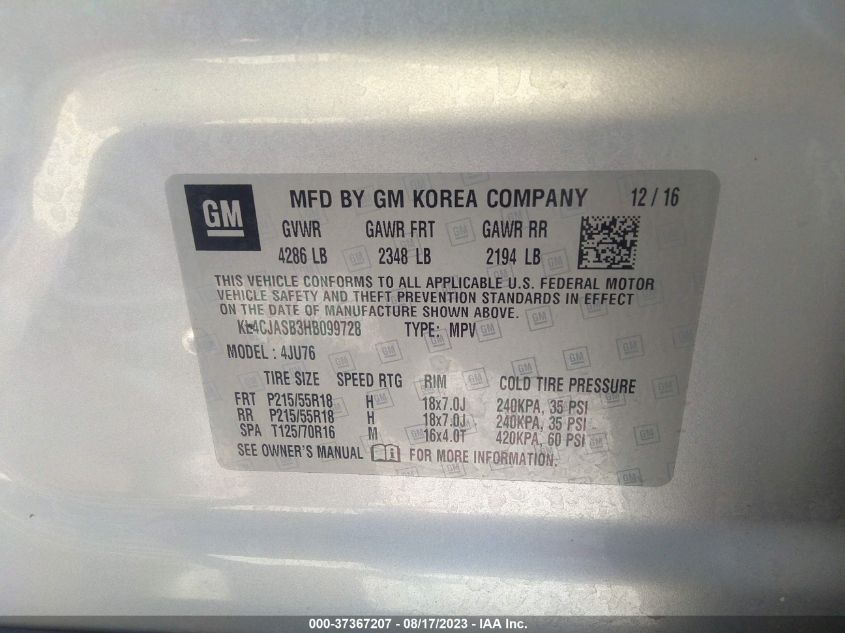 GM MFD BY GM KOREA COMPANY 12 / 16
GVWR GAWR FRT GAWR RR
4286 LB 2348 LB 2194 LB
THIS VEHICLE CONFORMS TO ALL APPLICABLE U.S. FEDERAL MOTOR
VEHICLE SAFETY AND THEFT PREVENTION STANDARDS IN EFFECT
ON THE DATE OF MANUFACTURE SHOWN ABOVE.
KL4CJASB3HB099728 TYPE: MPV
MODEL : 4JU76
TIRE SIZE SPEED RTG RIM COLD TIRE PRESSURE
FRT P215/55R18 H 18x7.0J 240KPA, 35 PSI
RR P215/55R18 H 18x7.0J 240KPA, 35 PSI
SPA T125/70R16 M 16x4.0T 420KPA, 60 PSI
SEE OWNER'S MANUAL FOR MORE INFORMATION.
000-37367207 - 08/17/2023 - IAA Inc.